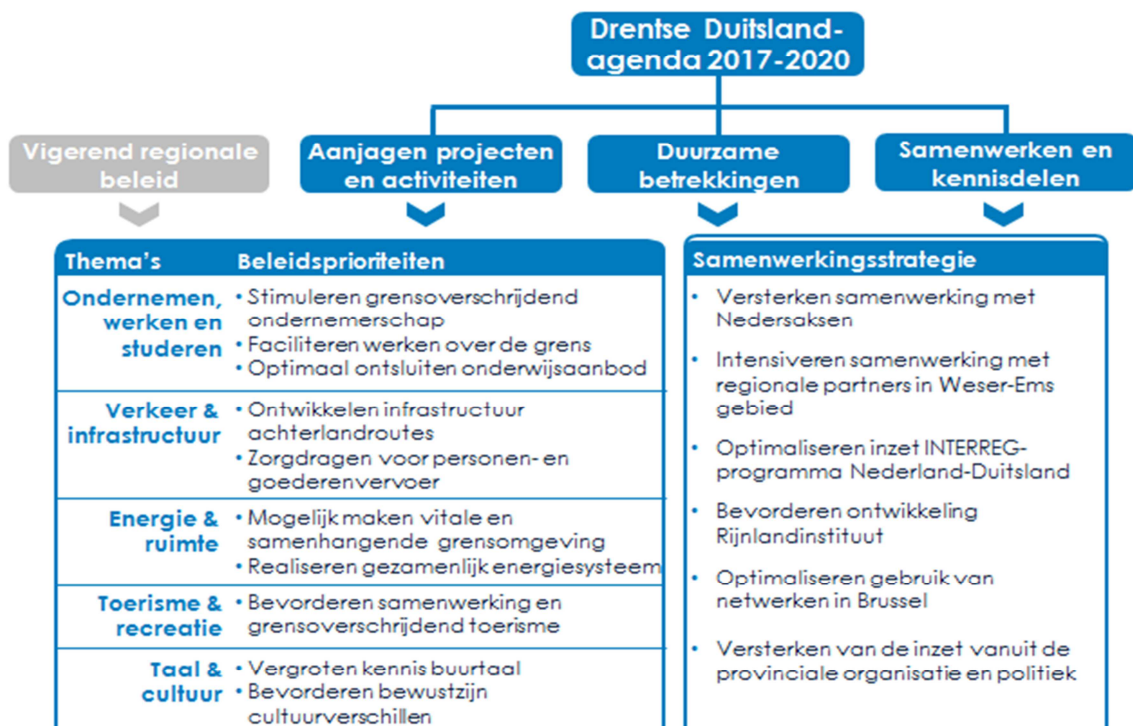 Drentse Duitsland-
agenda 2017-2020
Vigerend regionale
beleid
Aanjagen projecten
en activiteiten
Duurzame
betrekkingen
Samenwerken en
kennisdelen
Thema's Beleidsprioriteiten
Ondernemen,
werken en
studeren
• Stimuleren grensoverschrijdend
ondernemerschap
• Faciliteren werken over de grens
• Optimaal ontsluiten onderwijsaanbod
Verkeer &
infrastructuur
• Ontwikkelen infrastructuur
achterlandroutes
• Zorgdragen voor personen- en
goederenvervoer
Energie &
ruimte
• Mogelijk maken vitale en
samenhangende grensomgeving
• Realiseren gezamenlijk energiesysteem
Toerisme &
recreatie
• Bevorderen samenwerking en
grensoverschrijdend toerisme
Taal &
cultuur
• Vergroten kennis buurtaal
• Bevorderen bewustzijn
cultuurverschillen
Samenwerkingsstrategie
• Versterken samenwerking met
Nedersaksen
• Intensiveren samenwerking met
regionale partners in Weser-Ems
gebied
• Optimaliseren inzet INTERREG-
programma Nederland-Duitsland
• Bevorderen ontwikkeling
Rijnlandinstituut
• Optimaliseren gebruik van
netwerken in Brussel
• Versterken van de inzet vanuit de
provinciale organisatie en politiek